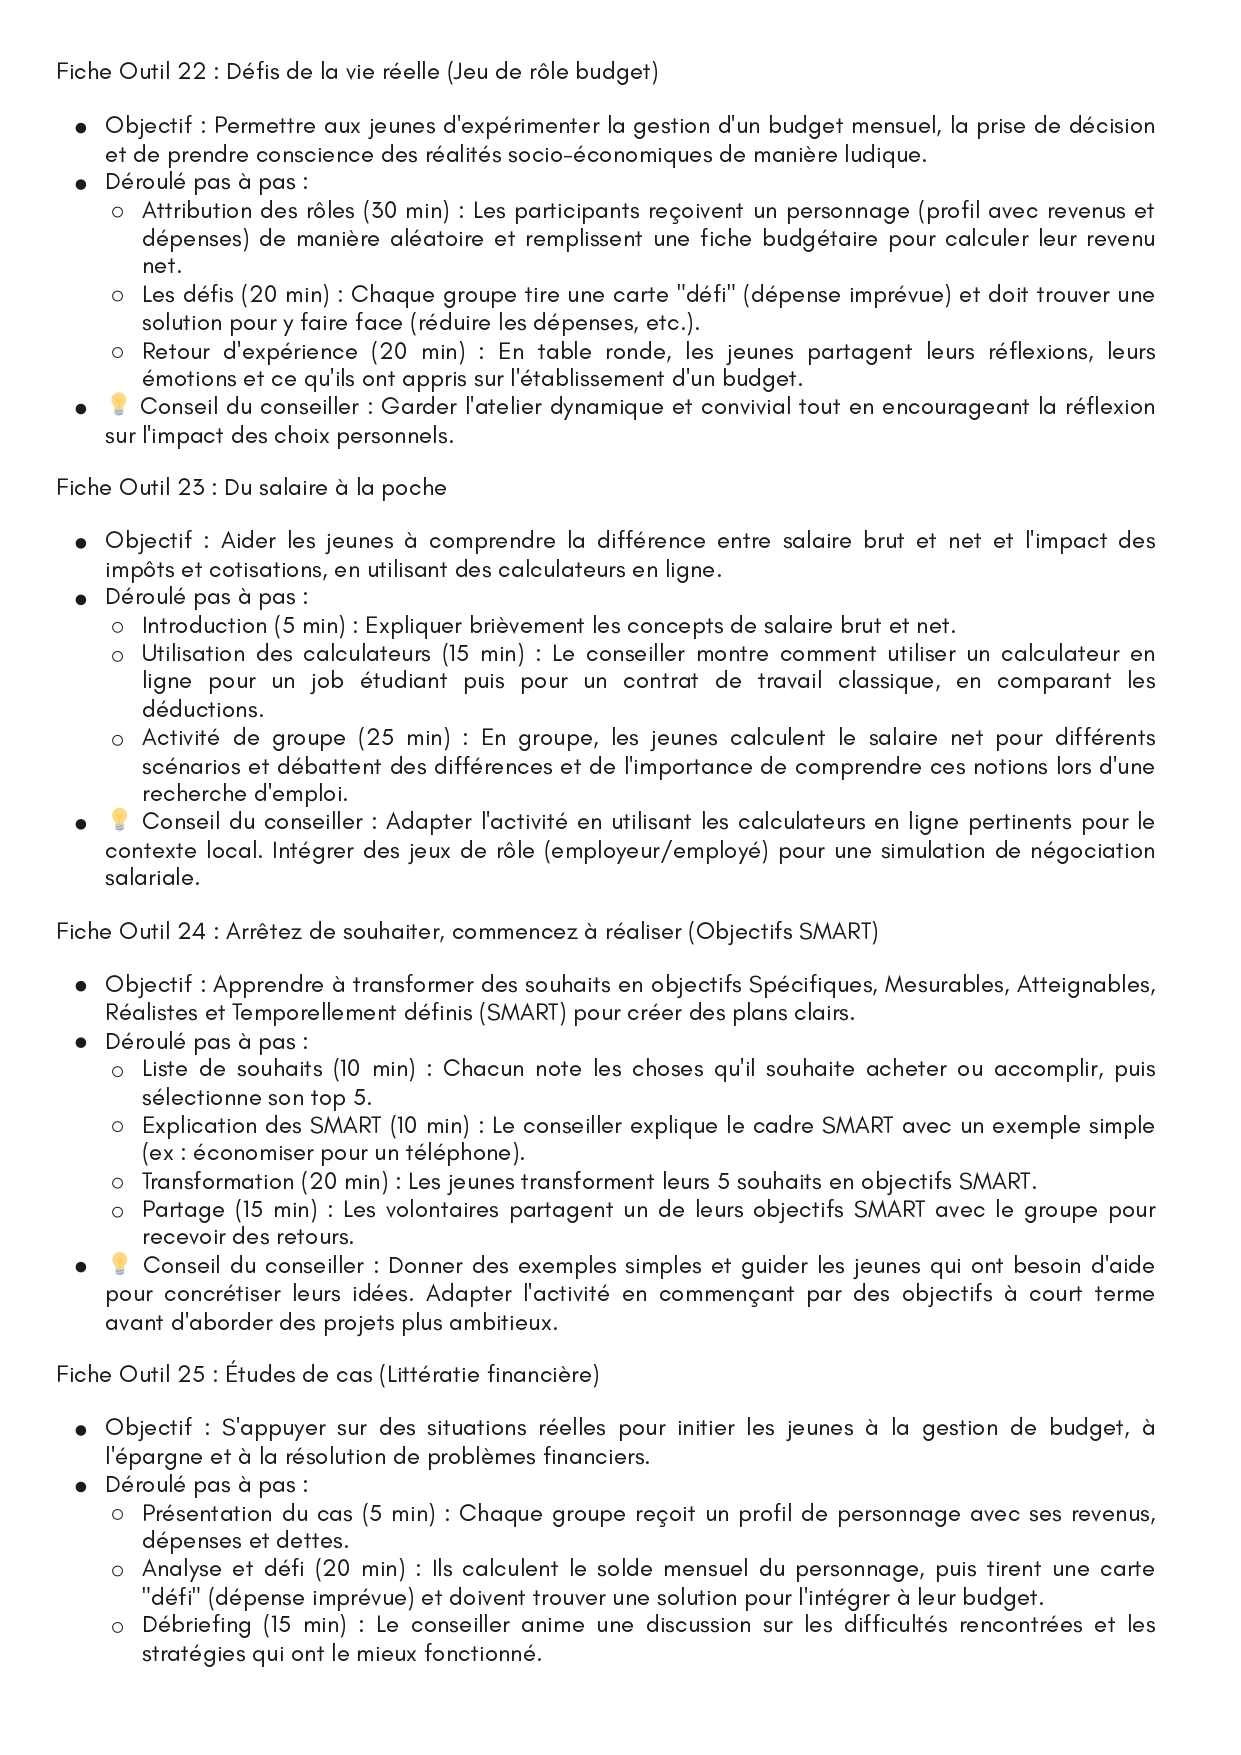 Fiche Outil 22 : Défis de la vie réelle (Jeu de rôle budget)
● Objectif : Permettre aux jeunes d'expérimenter la gestion d'un budget mensuel, la prise de décision
et de prendre conscience des réalités socio-économiques de manière ludique.
● Déroulé pas à pas :
○ Attribution des rôles (30 min) : Les participants reçoivent un personnage (profil avec revenus et
dépenses) de manière aléatoire et remplissent une fiche budgétaire pour calculer leur revenu
net.
○ Les défis (20 min) : Chaque groupe tire une carte "défi" (dépense imprévue) et doit trouver une
solution pour y faire face (réduire les dépenses, etc.).
○ Retour d'expérience (20 min) : En table ronde, les jeunes partagent leurs réflexions, leurs
émotions et ce qu'ils ont appris sur l'établissement d'un budget.
● 💡 Conseil du conseiller : Garder l'atelier dynamique et convivial tout en encourageant la réflexion
sur l'impact des choix personnels.
Fiche Outil 23 : Du salaire à la poche
● Objectif : Aider les jeunes à comprendre la différence entre salaire brut et net et l'impact des
impôts et cotisations, en utilisant des calculateurs en ligne.
● Déroulé pas à pas :
○ Introduction (5 min) : Expliquer brièvement les concepts de salaire brut et net.
○ Utilisation des calculateurs (15 min) : Le conseiller montre comment utiliser un calculateur en
ligne pour un job étudiant puis pour un contrat de travail classique, en comparant les
déductions.
○ Activité de groupe (25 min) : En groupe, les jeunes calculent le salaire net pour différents
scénarios et débattent des différences et de l'importance de comprendre ces notions lors d'une
recherche d'emploi.
● 💡 Conseil du conseiller : Adapter l'activité en utilisant les calculateurs en ligne pertinents pour le
contexte local. Intégrer des jeux de rôle (employeur/employé) pour une simulation de négociation
salariale.
Fiche Outil 24 : Arrêtez de souhaiter, commencez à réaliser (Objectifs SMART)
● Objectif : Apprendre à transformer des souhaits en objectifs Spécifiques, Mesurables, Atteignables,
Réalistes et Temporellement définis (SMART) pour créer des plans clairs.
● Déroulé pas à pas :
○ Liste de souhaits (10 min) : Chacun note les choses qu'il souhaite acheter ou accomplir, puis
sélectionne son top 5.
○ Explication des SMART (10 min) : Le conseiller explique le cadre SMART avec un exemple simple
(ex : économiser pour un téléphone).
○ Transformation (20 min) : Les jeunes transforment leurs 5 souhaits en objectifs SMART.
○ Partage (15 min) : Les volontaires partagent un de leurs objectifs SMART avec le groupe pour
recevoir des retours.
● 💡 Conseil du conseiller : Donner des exemples simples et guider les jeunes qui ont besoin d'aide
pour concrétiser leurs idées. Adapter l'activité en commençant par des objectifs à court terme
avant d'aborder des projets plus ambitieux.
Fiche Outil 25 : Études de cas (Littératie financière)
● Objectif : S'appuyer sur des situations réelles pour initier les jeunes à la gestion de budget, à
l'épargne et à la résolution de problèmes financiers.
● Déroulé pas à pas :
○ Présentation du cas (5 min) : Chaque groupe reçoit un profil de personnage avec ses revenus,
dépenses et dettes.
○ Analyse et défi (20 min) : Ils calculent le solde mensuel du personnage, puis tirent une carte
"défi" (dépense imprévue) et doivent trouver une solution pour l'intégrer à leur budget.
○ Débriefing (15 min) : Le conseiller anime une discussion sur les difficultés rencontrées et les
stratégies qui ont le mieux fonctionné.